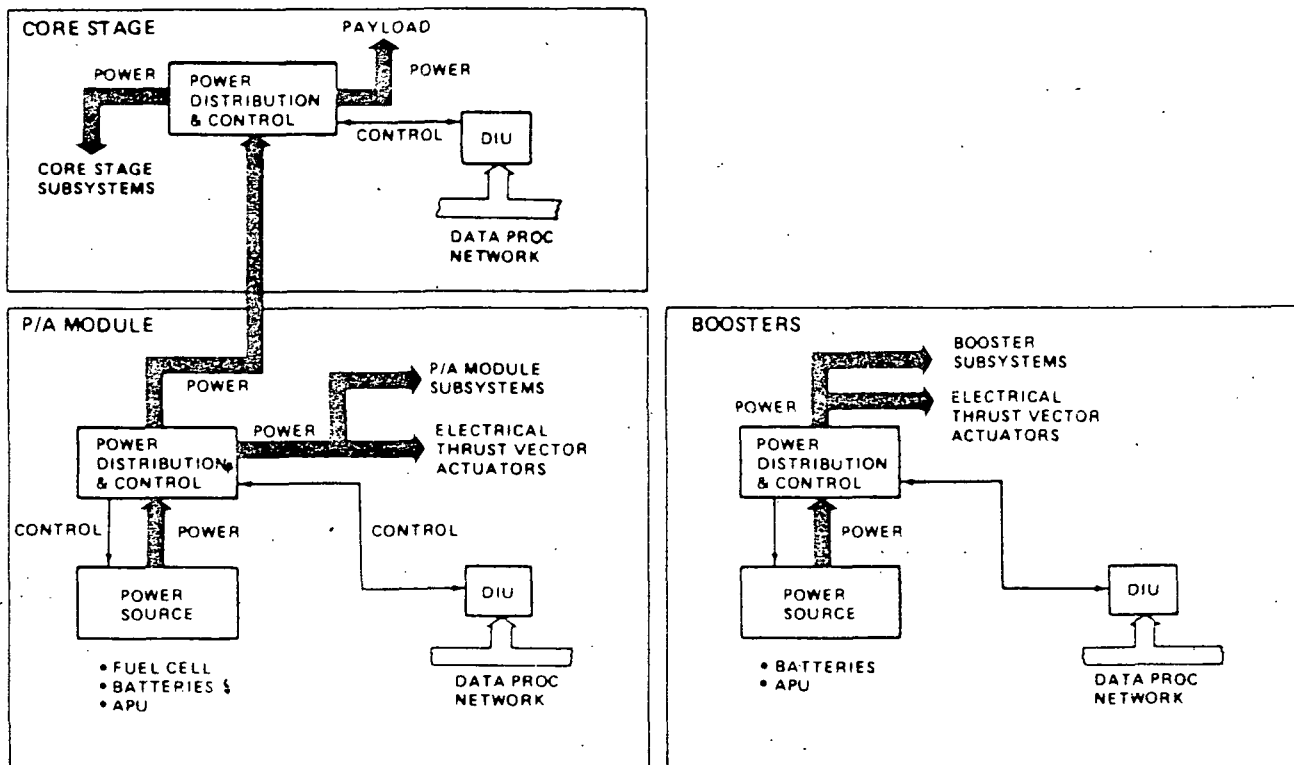 CORE STAGE
PAYLOAD
POWER
POWER
POWER
DISTRIBUTION
& CONTROL
CONTROL
DIU
CORE STAGE
SUBSYSTEMS
DATA PROC
NETWORK
P/A MODULE
POWER
P/A MODULE
SUBSYSTEMS
POWER
ELECTRICAL
THRUST VECTOR
ACTUATORS
POWER
DISTRIBUTION
& CONTROL
CONTROL
POWER
CONTROL
POWER
SOURCE
DIU
• FUEL CELL
• BATTERIES
• APU
DATA PROC
NETWORK
BOOSTERS
BOOSTER
SUBSYSTEMS
POWER
ELECTRICAL
THRUST VECTOR
ACTUATORS
POWER
DISTRIBUTION
& CONTROL
POWER
POWER
SOURCE
DIU
• BATTERIES
• APU
DATA PROC
NETWORK